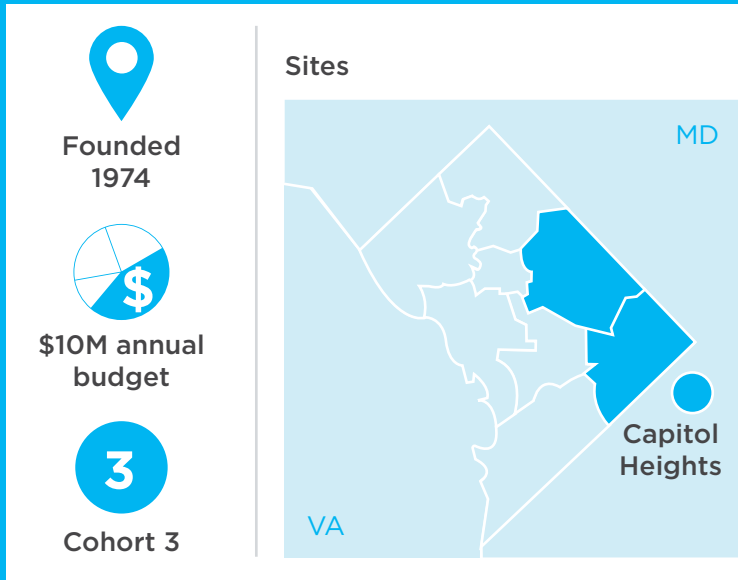 Founded
1974
$
$10M annual
budget
3
Cohort 3
Sites
MD
Capitol
Heights
VA